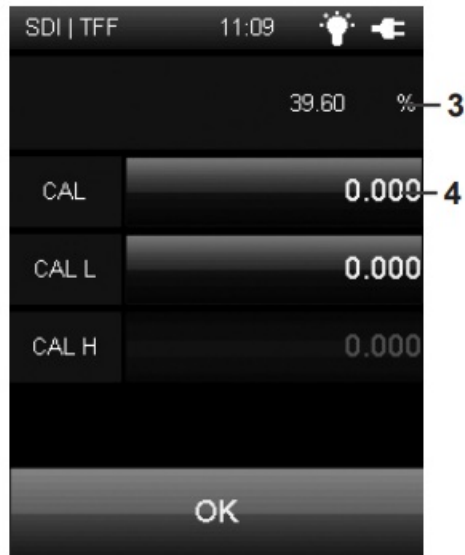 SDI | TFF 11:09
39.60 % 3
CAL 0.000 4
CAL L 0.000
CAL H 0.000
OK